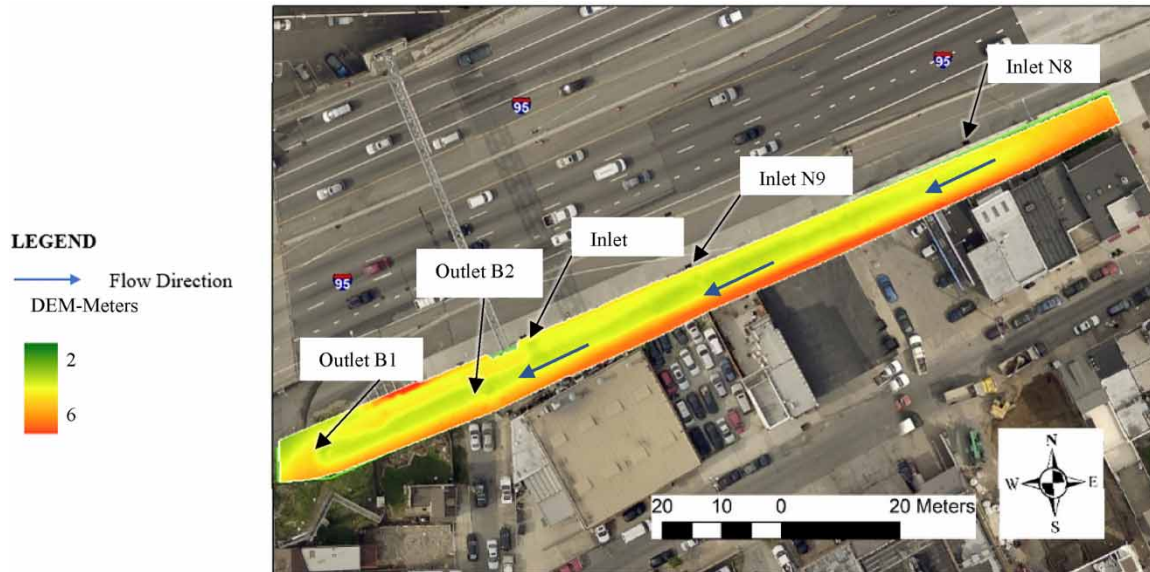 Inlet N8
95
95
Inlet N9
LEGEND
Inlet
Flow Direction
Outlet B2
95
DEM-Meters
Outlet B1
2
6
N
W E
S
20 10 0 20 Meters